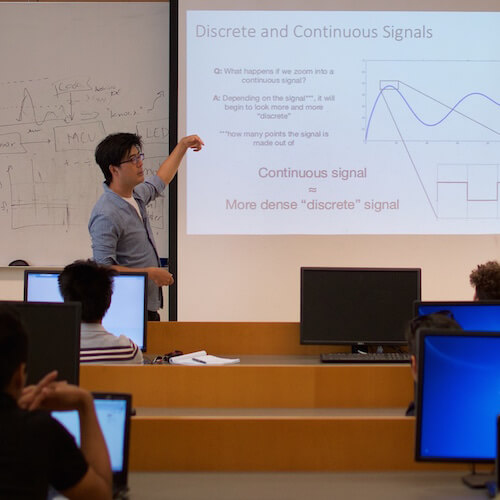 Discrete and Continuous Signals
Q: What happens if we zoom into a
continuous signal?
A: Depending on the signal***, it will
begin to look more and more
"discrete"
***how many points the signal is
made out of
Continuous signal
≈
More dense "discrete" signal
MCU
LED